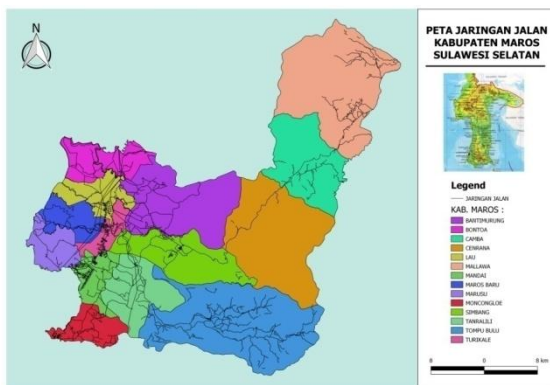 N
PETA JARINGAN JALAN
KABUPATEN MAROS
SULAWESI SELATAN
Legend
JARINGAN JALAN
KAB. MAROS :
BANTIMURUNG
BONTOA
CAMBA
CENRANA
LAU
MALLAWA
MANDAI
MAROS BARU
MARUSU
MONCONGLOE
SIMBANG
TANRALILI
TOMPU BULU
TURIKALE
8 0 8 km